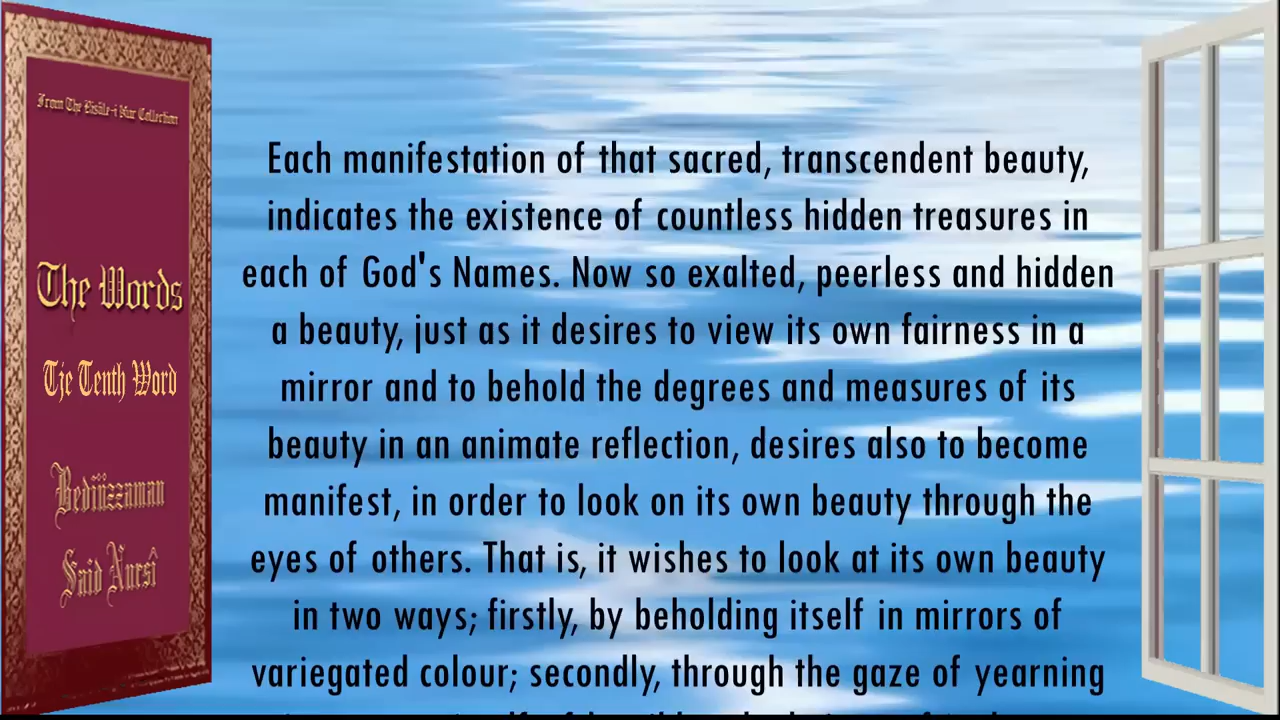 From The Risâle-i Nur Collection
The Words
Tje Tenth Word
Bediüzzaman
Said Nursî
Each manifestation of that sacred, transcendent beauty,
indicates the existence of countless hidden treasures in
each of God's Names. Now so exalted, peerless and hidden
a beauty, just as it desires to view its own fairness in a
mirror and to behold the degrees and measures of its
beauty in an animate reflection, desires also to become
manifest, in order to look on its own beauty through the
eyes of others. That is, it wishes to look at its own beauty
in two ways; firstly, by beholding itself in mirrors of
variegated colour; secondly, through the gaze of yearning